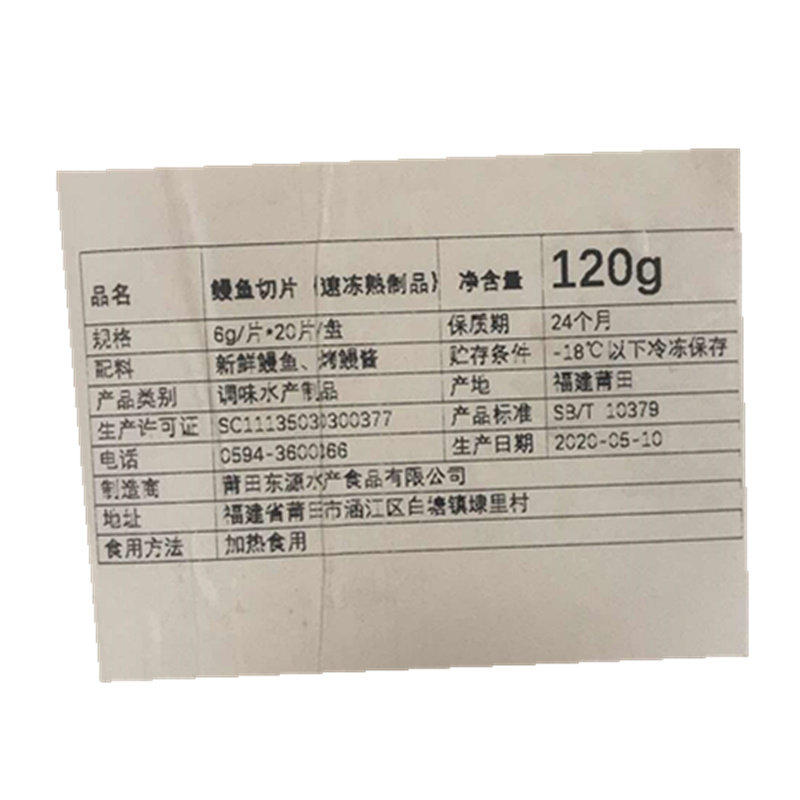 品名 鳗鱼切片（速冻熟制品） 净含量 120g
规格 6g/片*20片/盘 保质期 24个月
配料 新鲜鳗鱼、烤鳗酱 贮存条件 -18℃以下冷冻保存
产品类别 调味水产制品 产地 福建莆田
生产许可证 SC11135030300377 产品标准 SB/T 10379
电话 0594-3600166 生产日期 2020-05-10
制造商 莆田东源水产食品有限公司
地址 福建省莆田市涵江区白塘镇埭里村
食用方法 加热食用